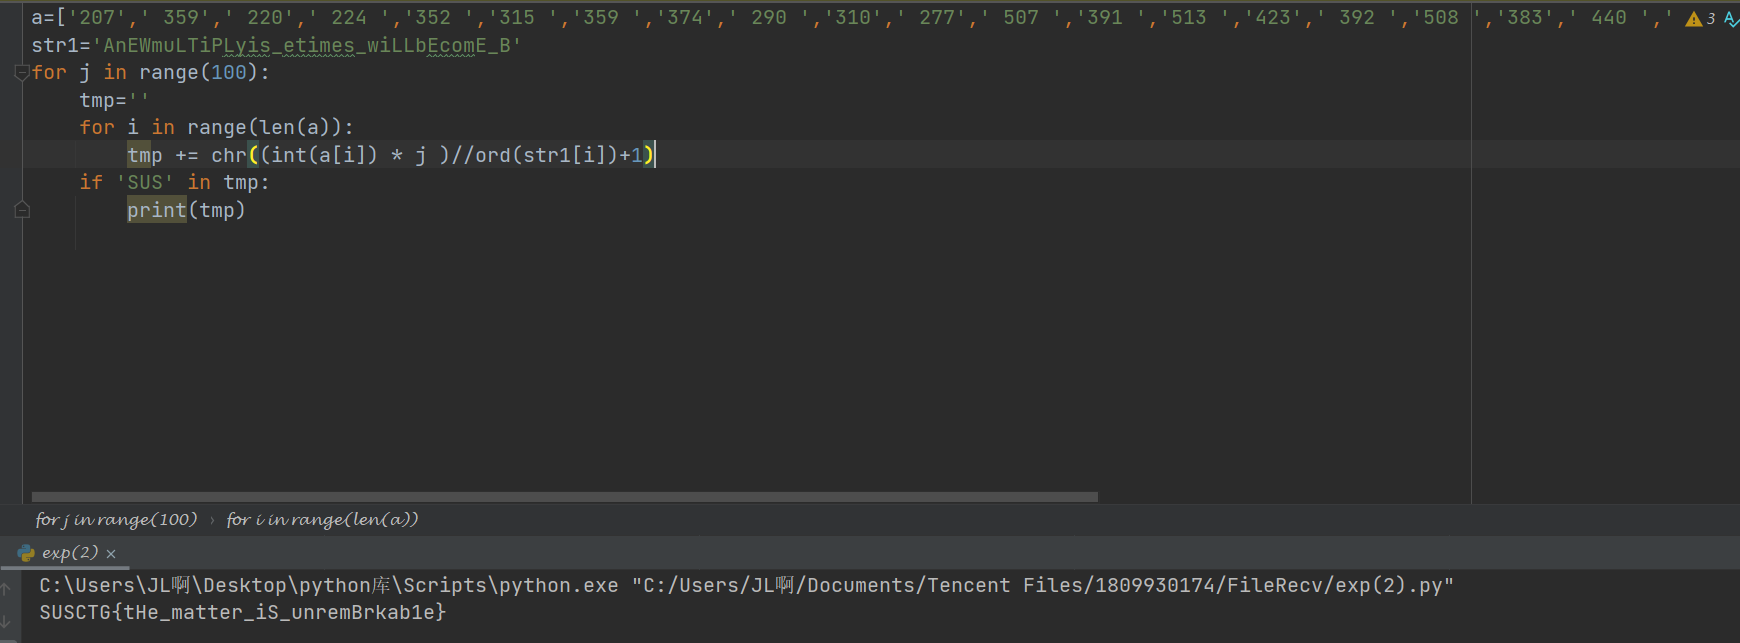 a=['207',' 359',' 220',' 224 ','352 ','315 ','359 ','374',' 290 ','310',' 277',' 507 ','391 ','513 ','423',' 392 ','508 ','383',' 440 ',' 3
str1='AnEWmuLTiPLyis_etimes_wiLLbEcomE_B'
for j in range(100):
tmp=''
for i in range(len(a)):
tmp += chr((int(a[i]) * j )//ord(str1[i])+1)
if 'SUS' in tmp:
print(tmp)
for j in range(100) › for i in range(len(a))
exp(2) ×
C:\Users\JL啊\Desktop\python库\Scripts\python.exe "C:/Users/JL啊/Documents/Tencent Files/1809930174/FileRecv/exp(2).py"
SUSCTG{tHe_matter_iS_unremBrkab1e}